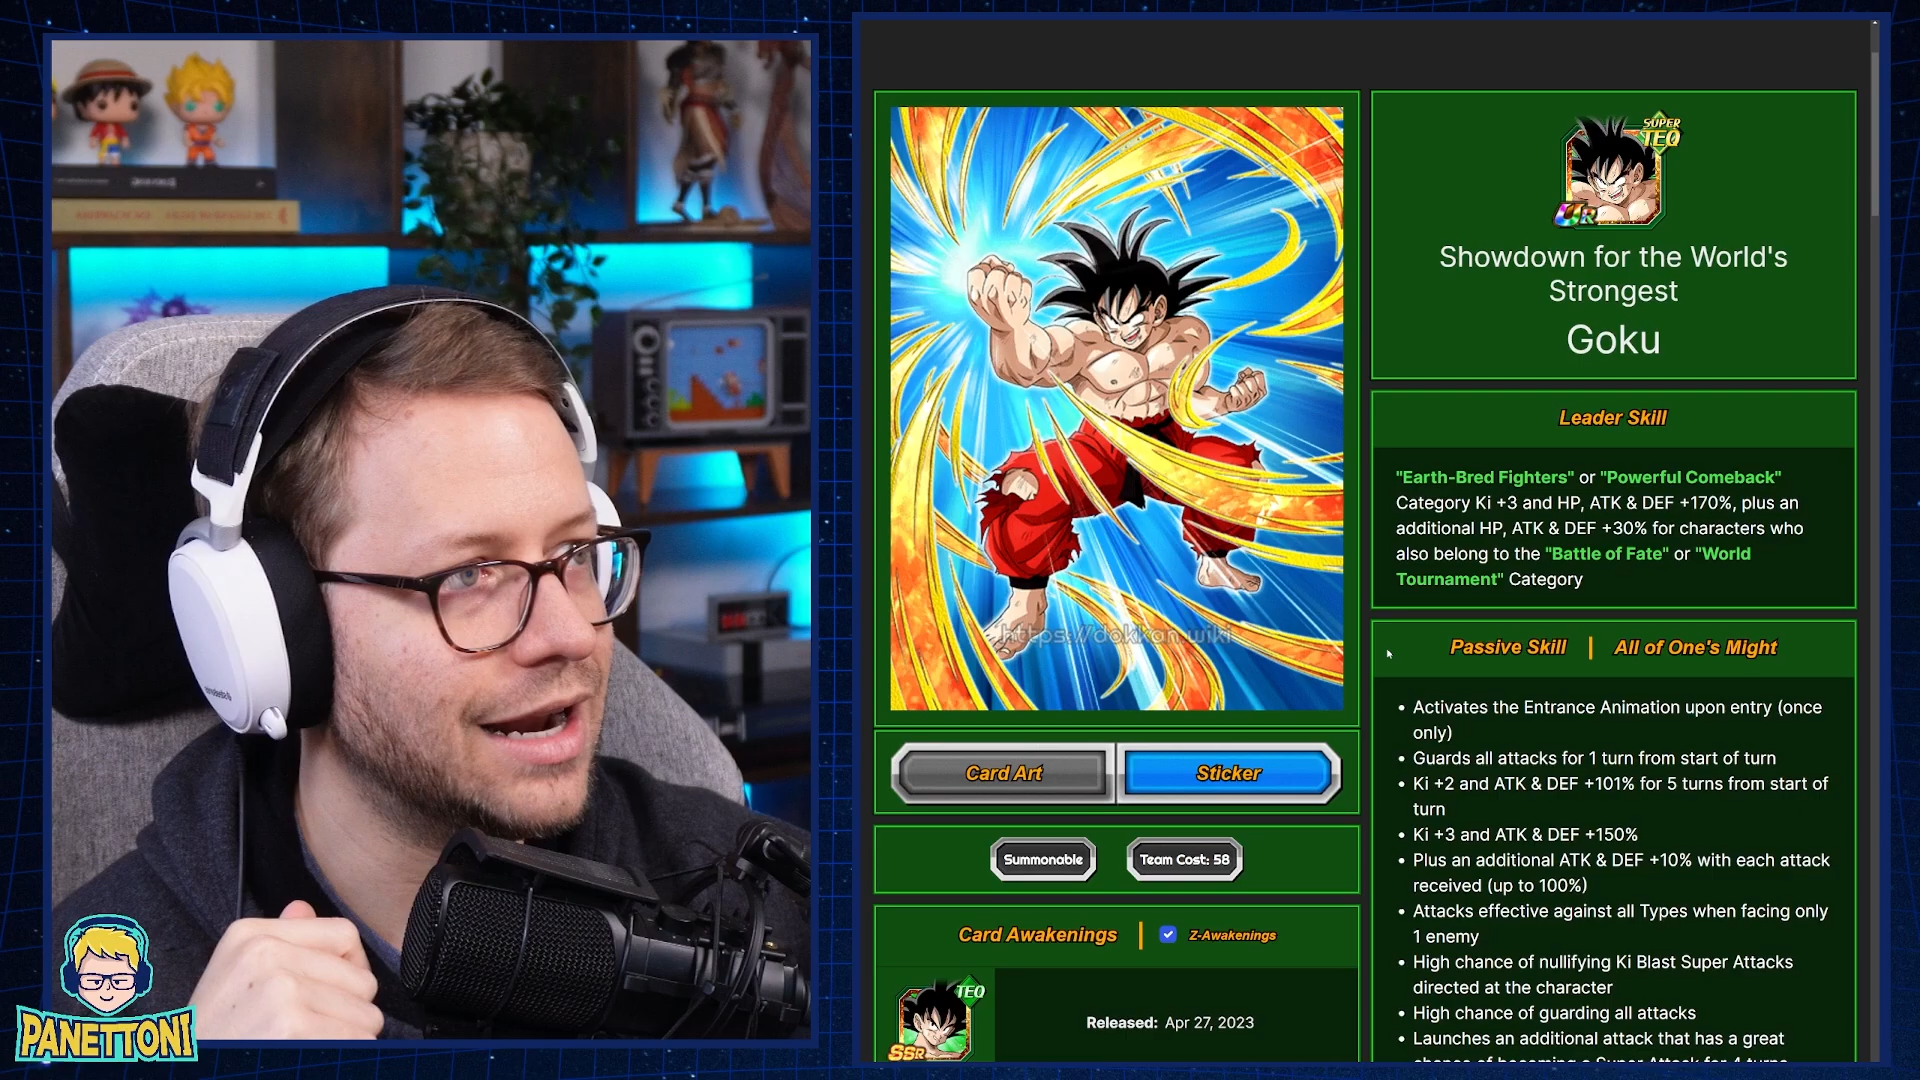 PANETTONI
https://dokkan.wiki
Card Art
Sticker
Summonable
Team Cost: 58
Card Awakenings
Z-Awakenings
TEQ
SSR
Released: Apr 27, 2023
SUPER
TEQ
UR
Showdown for the World's
Strongest
Goku
Leader Skill
"Earth-Bred Fighters" or "Powerful Comeback"
Category Ki +3 and HP, ATK & DEF +170%, plus an
additional HP, ATK & DEF +30% for characters who
also belong to the "Battle of Fate" or "World
Tournament" Category
Passive Skill | All of One's Might
• Activates the Entrance Animation upon entry (once
only)
• Guards all attacks for 1 turn from start of turn
• Ki +2 and ATK & DEF +101% for 5 turns from start of
turn
• Ki +3 and ATK & DEF +150%
• Plus an additional ATK & DEF +10% with each attack
received (up to 100%)
• Attacks effective against all Types when facing only
1 enemy
• High chance of nullifying Ki Blast Super Attacks
directed at the character
• High chance of guarding all attacks
• Launches an additional attack that has a great
chance of becoming a Super Attack for 4 turns